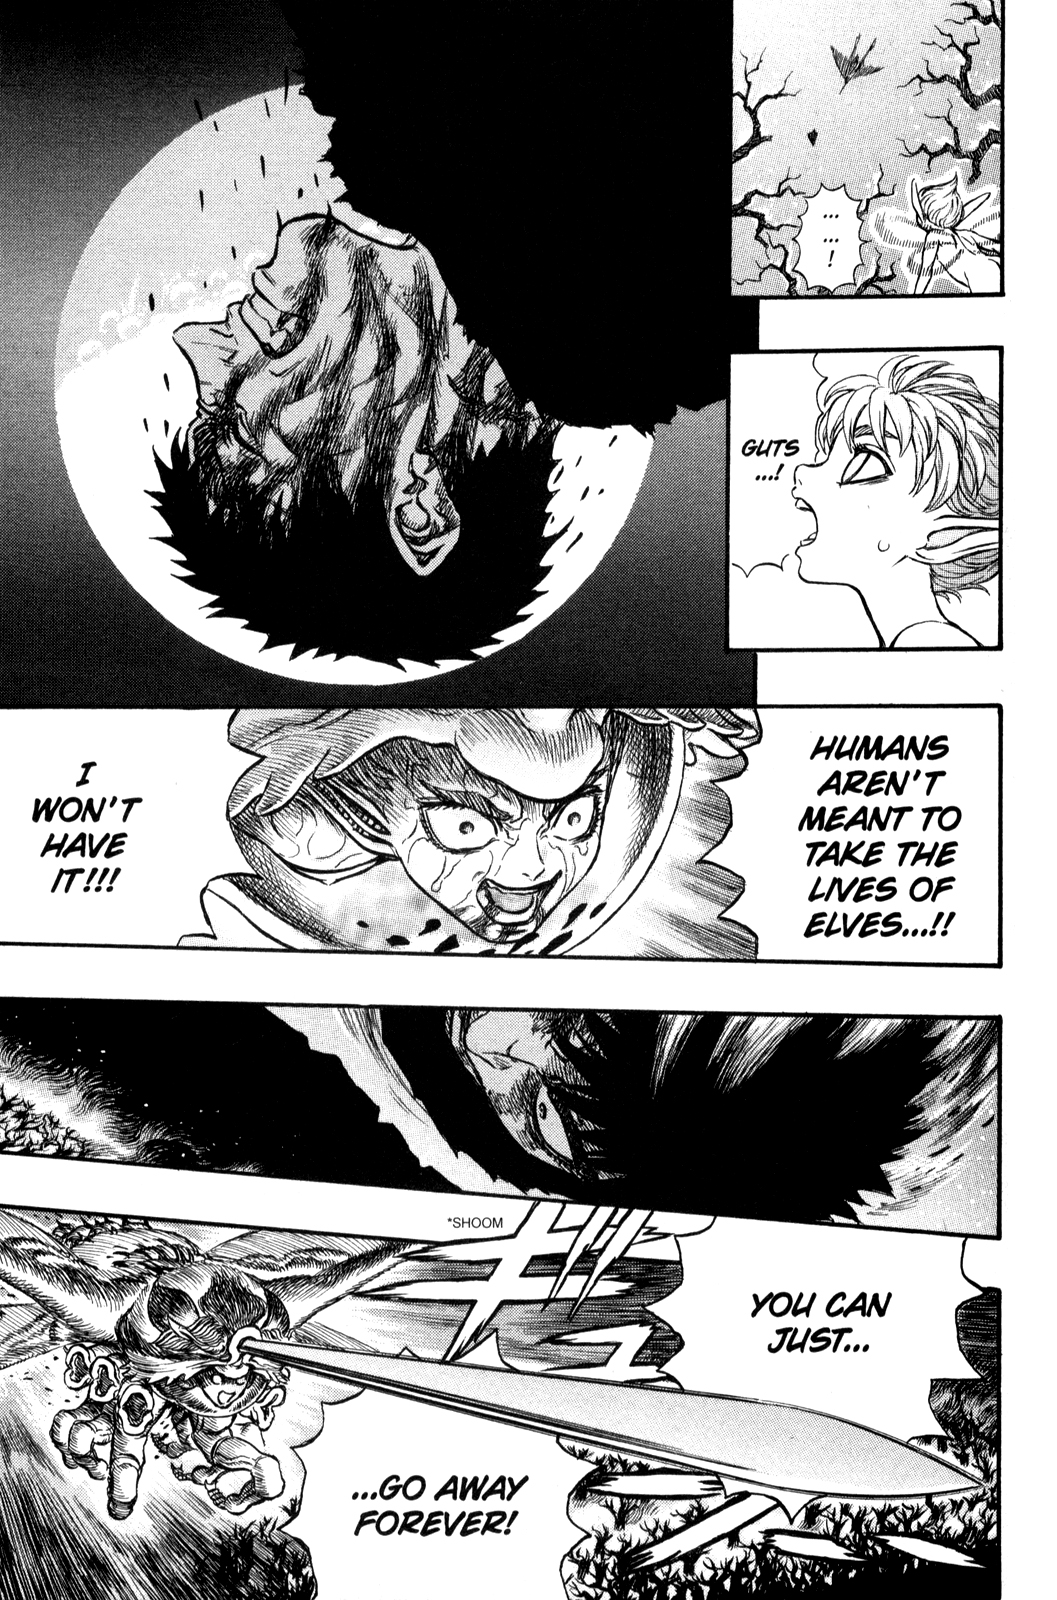 ...
...
!
GUTS
...!
HUMANS
AREN'T
MEANT TO
TAKE THE
LIVES OF
ELVES...!!
I
WON'T
HAVE
IT!!!
*SHOOM
YOU CAN
JUST...
...GO AWAY
FOREVER!